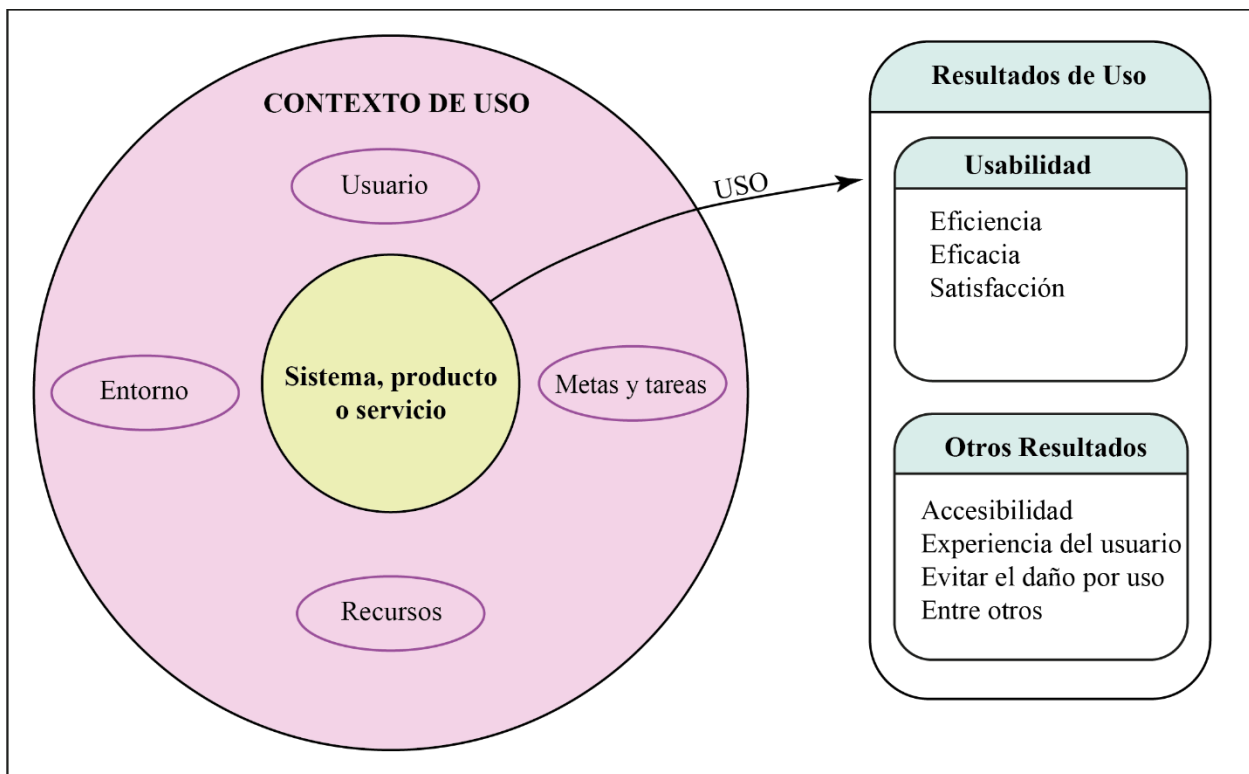 CONTEXTO DE USO
Usuario
Entorno
Sistema, producto
o servicio
Metas y tareas
Recursos
USO
Resultados de Uso
Usabilidad
Eficiencia
Eficacia
Satisfacción
Otros Resultados
Accesibilidad
Experiencia del usuario
Evitar el daño por uso
Entre otros